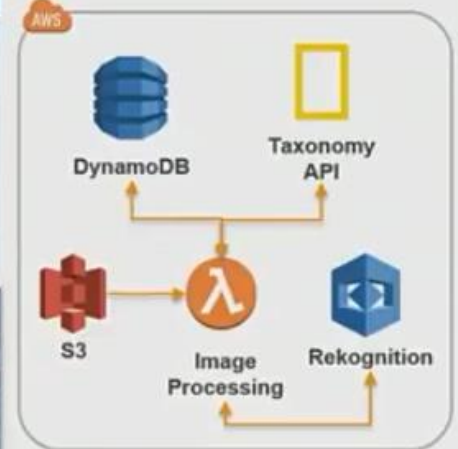 AWS
DynamoDB
Taxonomy
API
S3
Image
Processing
Rekognition